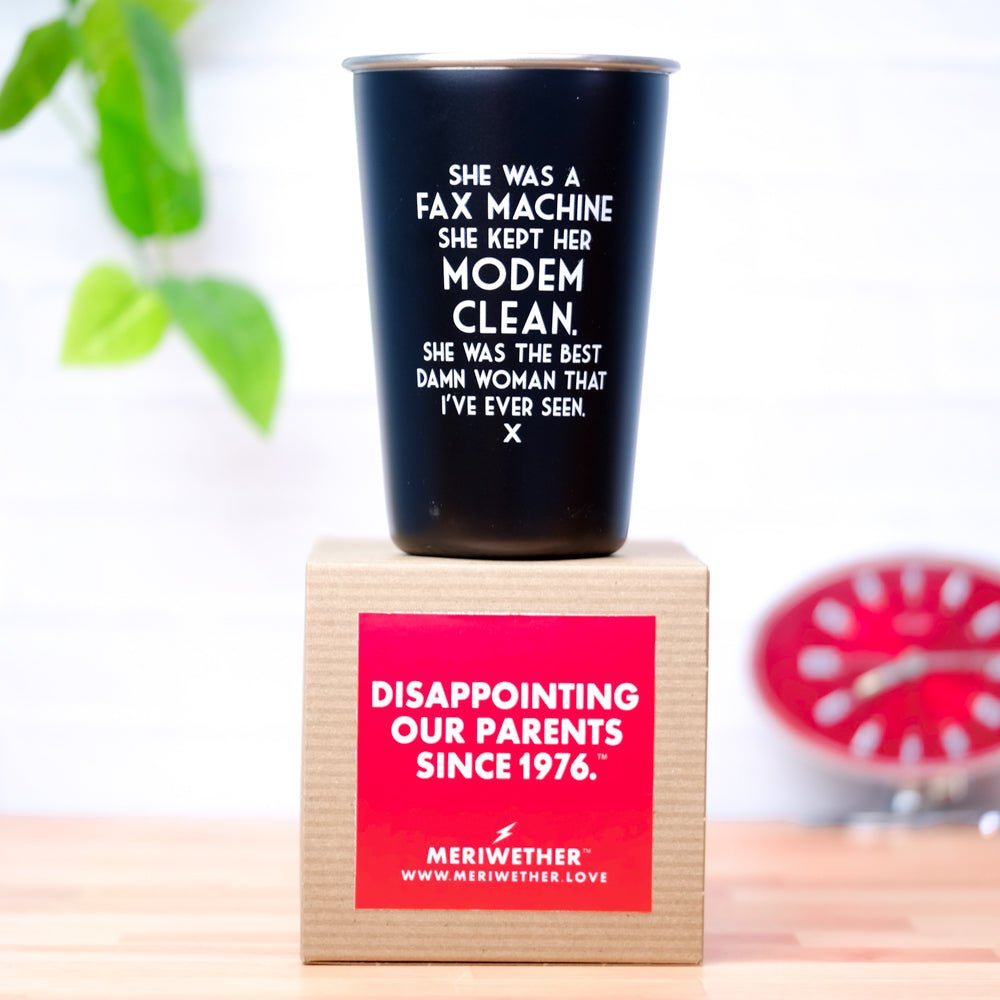 SHE WAS A
FAX MACHINE
SHE KEPT HER
MODEM
CLEAN.
SHE WAS THE BEST
DAMN WOMAN THAT
I'VE EVER SEEN.
X
DISAPPOINTING
OUR PARENTS
SINCE 1976.™
MERIWETHER™
WWW.MERIWETHER.LOVE